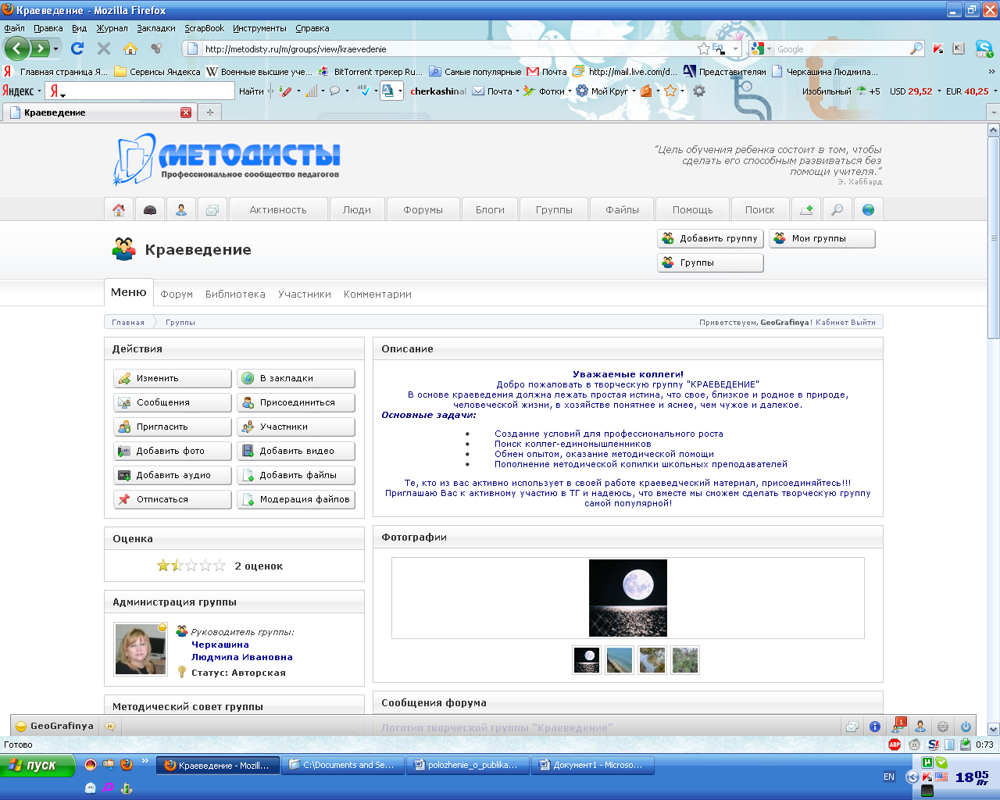 Краеведение - Mozilla Firefox
Файл Правка Вид Журнал Закладки ScrapBook Инструменты Справка
http://metodisty.ru/m/groups/view/kraevedenie
Google
Главная страница Я... Сервисы Яндекса Военные высшие уче... BitTorrent трекер Ru... Самые популярные Почта http://mail.live.com/d... Представителям Черкашина Людмила...
Яндекс Найти cherkashinal Почта Фотки Мой Круг Изобильный +5 USD 29,52 EUR 40,25
Краеведение
МЕТОДИСТЫ
Профессиональное сообщество педагогов
"Цель обучения ребенка состоит в том, чтобы
сделать его способным развиваться без
помощи учителя."
Э. Хаббард
Активность Люди Форумы Блоги Группы Файлы Помощь Поиск
Краеведение
Добавить группу Мои группы
Группы
Меню Форум Библиотека Участники Комментарии
Главная Группы Приветствуем, GeoGrafinya! Кабинет Выйти
Действия
Изменить В закладки
Сообщения Присоединиться
Пригласить Участники
Добавить фото Добавить видео
Добавить аудио Добавить файлы
Отписаться Модерация файлов
Оценка
2 оценок
Администрация группы
Руководитель группы:
Черкашина
Людмила Ивановна
Статус: Авторская
Методический совет группы
Описание
Уважаемые коллеги!
Добро пожаловать в творческую группу "КРАЕВЕДЕНИЕ"
В основе краеведения должна лежать простая истина, что свое, близкое и родное в природе,
человеческой жизни, в хозяйстве понятнее и яснее, чем чужое и далекое.
Основные задачи:
Создание условий для профессионального роста
Поиск коллег-единомышленников
Обмен опытом, оказание методической помощи
Пополнение методической копилки школьных преподавателей
Те, кто из вас активно использует в своей работе краеведческий материал, присоединяйтесь!!!
Приглашаю Вас к активному участию в ТГ и надеюсь, что вместе мы сможем сделать творческую группу
самой популярной!
Фотографии
Сообщения форума
Логотип творческой группы "Краеведение"
GeoGrafinya
1
Готово
ABP
0:73
пуск
Краеведение - Mozill...
C:\Documents and Se...
polozhenie_o_publika...
Документ1 - Microso...
EN
18 05
Пт